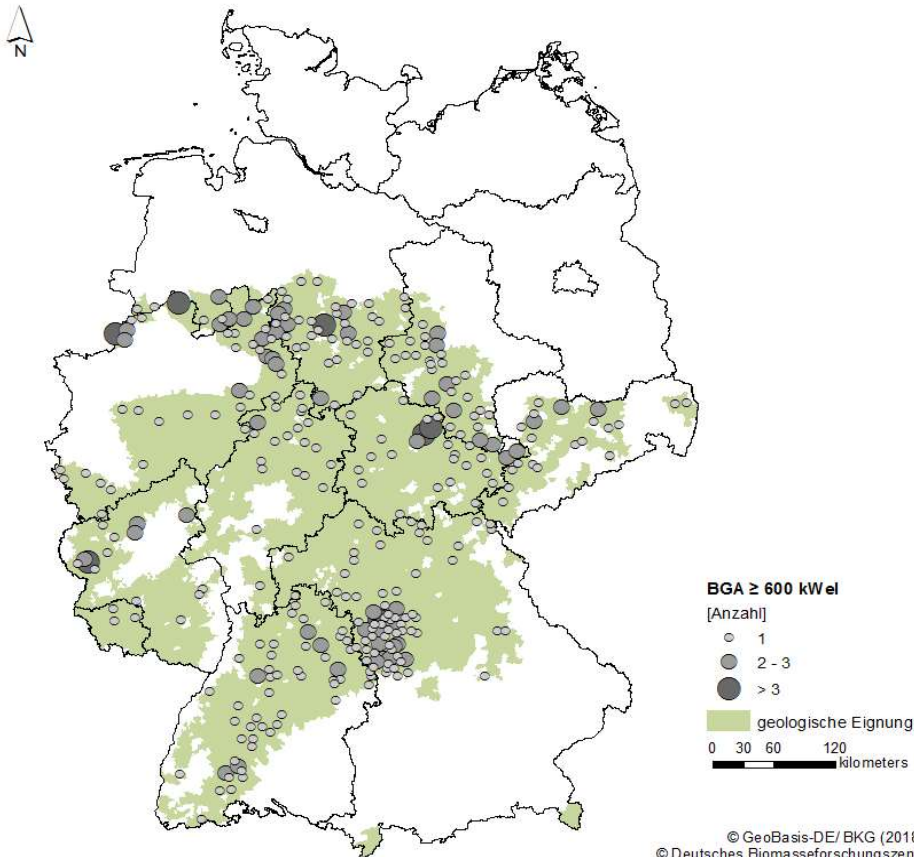 N
BGA ≥ 600 kWel
[Anzahl]
1
2 - 3
> 3
geologische Eignung
0 30 60 120
kilometers
© GeoBasis-DE/ BKG (2018
© Deutsches Biomasseforschungszen